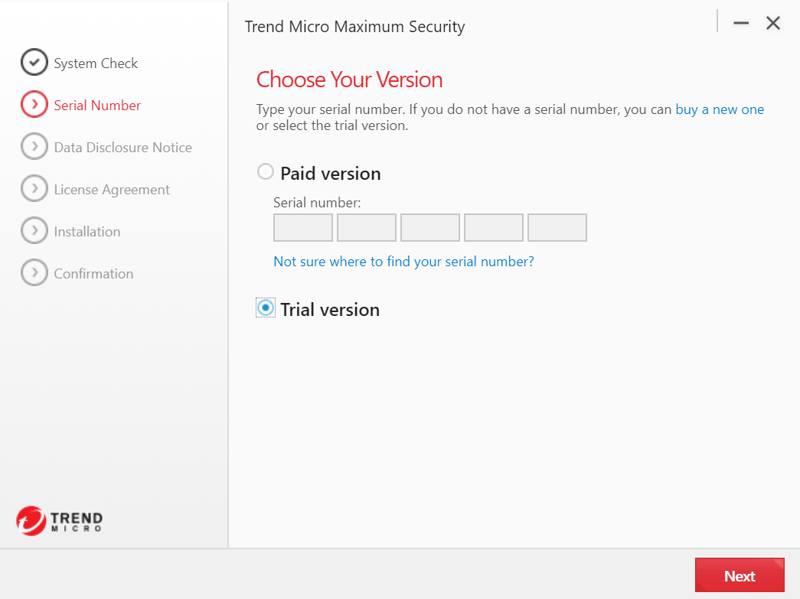 Trend Micro Maximum Security
System Check
Serial Number
Data Disclosure Notice
License Agreement
Installation
Confirmation
TREND
MICRO
Choose Your Version
Type your serial number. If you do not have a serial number, you can buy a new one
or select the trial version.
Paid version
Serial number:
Not sure where to find your serial number?
Trial version
Next